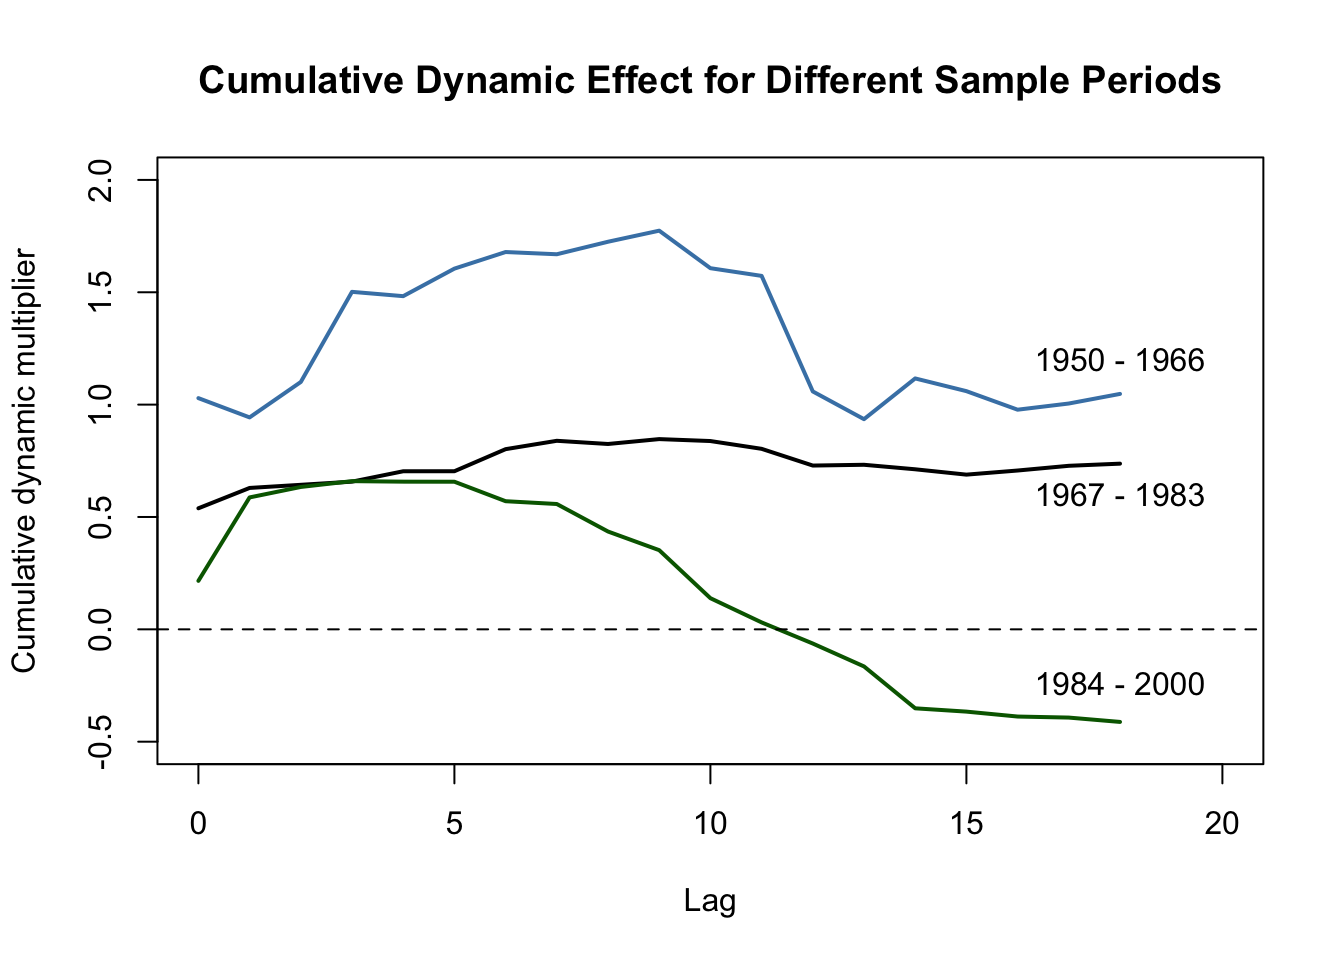 Cumulative Dynamic Effect for Different Sample Periods
Cumulative dynamic multiplier
2.0
1.5
1.0
0.5
0.0
-0.5
1950 - 1966
1967 - 1983
1984 - 2000
0 5 10 15 20
Lag